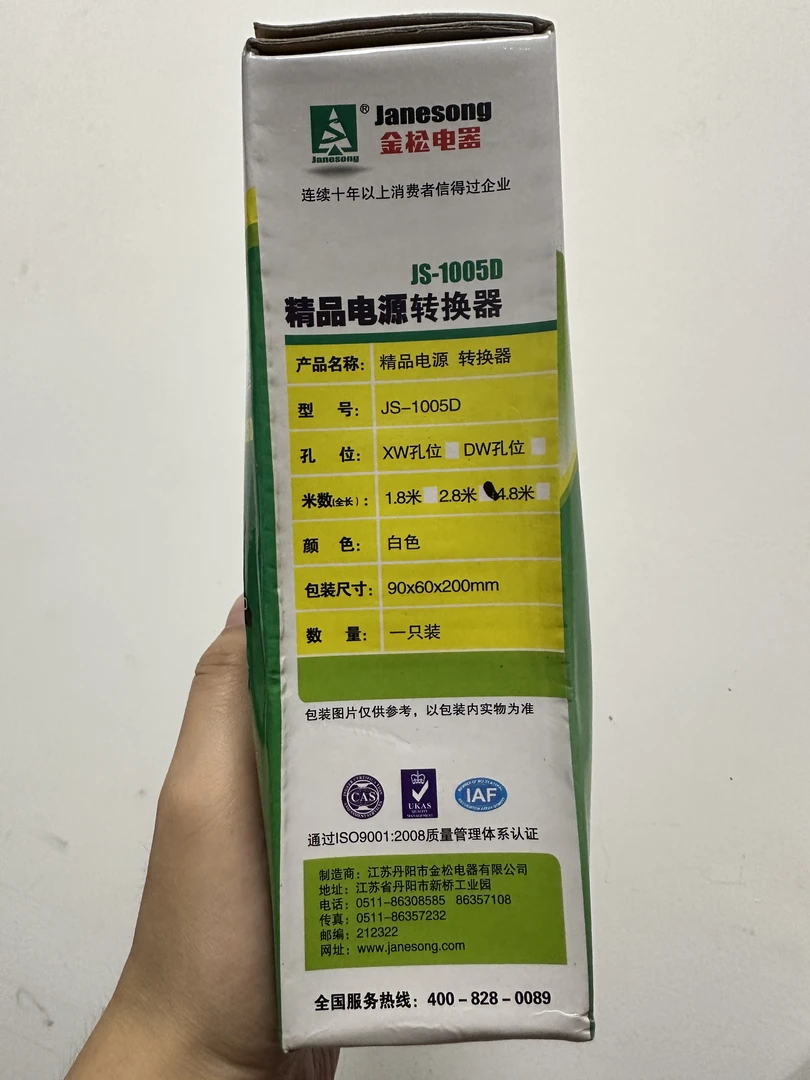 Janesong
®
Janesong
金松电器
连续十年以上消费者信得过企业
JS-1005D
精品电源转换器
产品名称： 精品电源 转换器
型 号： JS-1005D
孔 位： XW孔位 DW孔位
米数(全长)： 1.8米 2.8米 4.8米
颜 色： 白色
包装尺寸： 90x60x200mm
数 量： 一只装
包装图片仅供参考，以包装内实物为准
CAS
UKAS
QUALITY
MANAGEMENT
IAF
通过ISO9001:2008质量管理体系认证
制造商：江苏丹阳市金松电器有限公司
地址：江苏省丹阳市新桥工业园
电话：0511-86308585 86357108
传真：0511-86357232
邮编：212322
网址：www.janesong.com
全国服务热线：400-828-0089